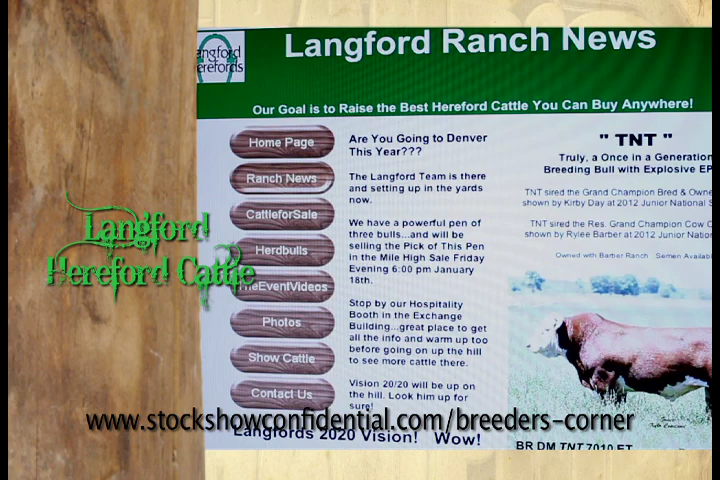 Langford
Herefords
Langford Ranch News
Our Goal is to Raise the Best Hereford Cattle You Can Buy Anywhere!
Home Page
Ranch News
CattleforSale
Herdbulls
TheEventVideos
Photos
Show Cattle
Contact Us
Are You Going to Denver
This Year???
The Langford Team is there
and setting up in the yards
now.
We have a powerful pen of
three bulls...and will be
selling the Pick of This Pen
in the Mile High Sale Friday
Evening 6:00 pm January
18th.
Stop by our Hospitality
Booth in the Exchange
Building...great place to get
all the info and warm up too
before going on up the hill
to see more cattle there.
Vision 20/20 will be up on
the hill. Look him up for
sure!
Langfords 2020 Vision! Wow!
" TNT "
Truly, a Once in a Generation
Breeding Bull with Explosive EP
TNT sired the Grand Champion Bred & Owne
shown by Kirby Day at 2012 Junior National S
TNT sired the Res. Grand Champion Cow C
shown by Rylee Barber at 2012 Junior Nation
Owned with Barber Ranch Semen Availab
BR DM TNT 7010 ET
Langford
Hereford Cattle
www.stockshowconfidential.com/breeders-corner